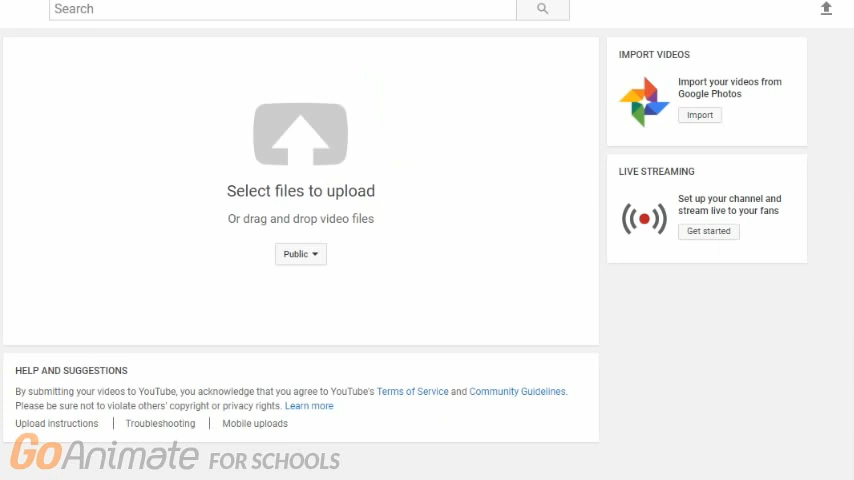 Search
IMPORT VIDEOS
Import your videos from
Google Photos
Import
LIVE STREAMING
Set up your channel and
stream live to your fans
Get started
Select files to upload
Or drag and drop video files
Public
HELP AND SUGGESTIONS
By submitting your videos to YouTube, you acknowledge that you agree to YouTube's Terms of Service and Community Guidelines.
Please be sure not to violate others' copyright or privacy rights. Learn more
Upload instructions | Troubleshooting | Mobile uploads
GoAnimate FOR SCHOOLS